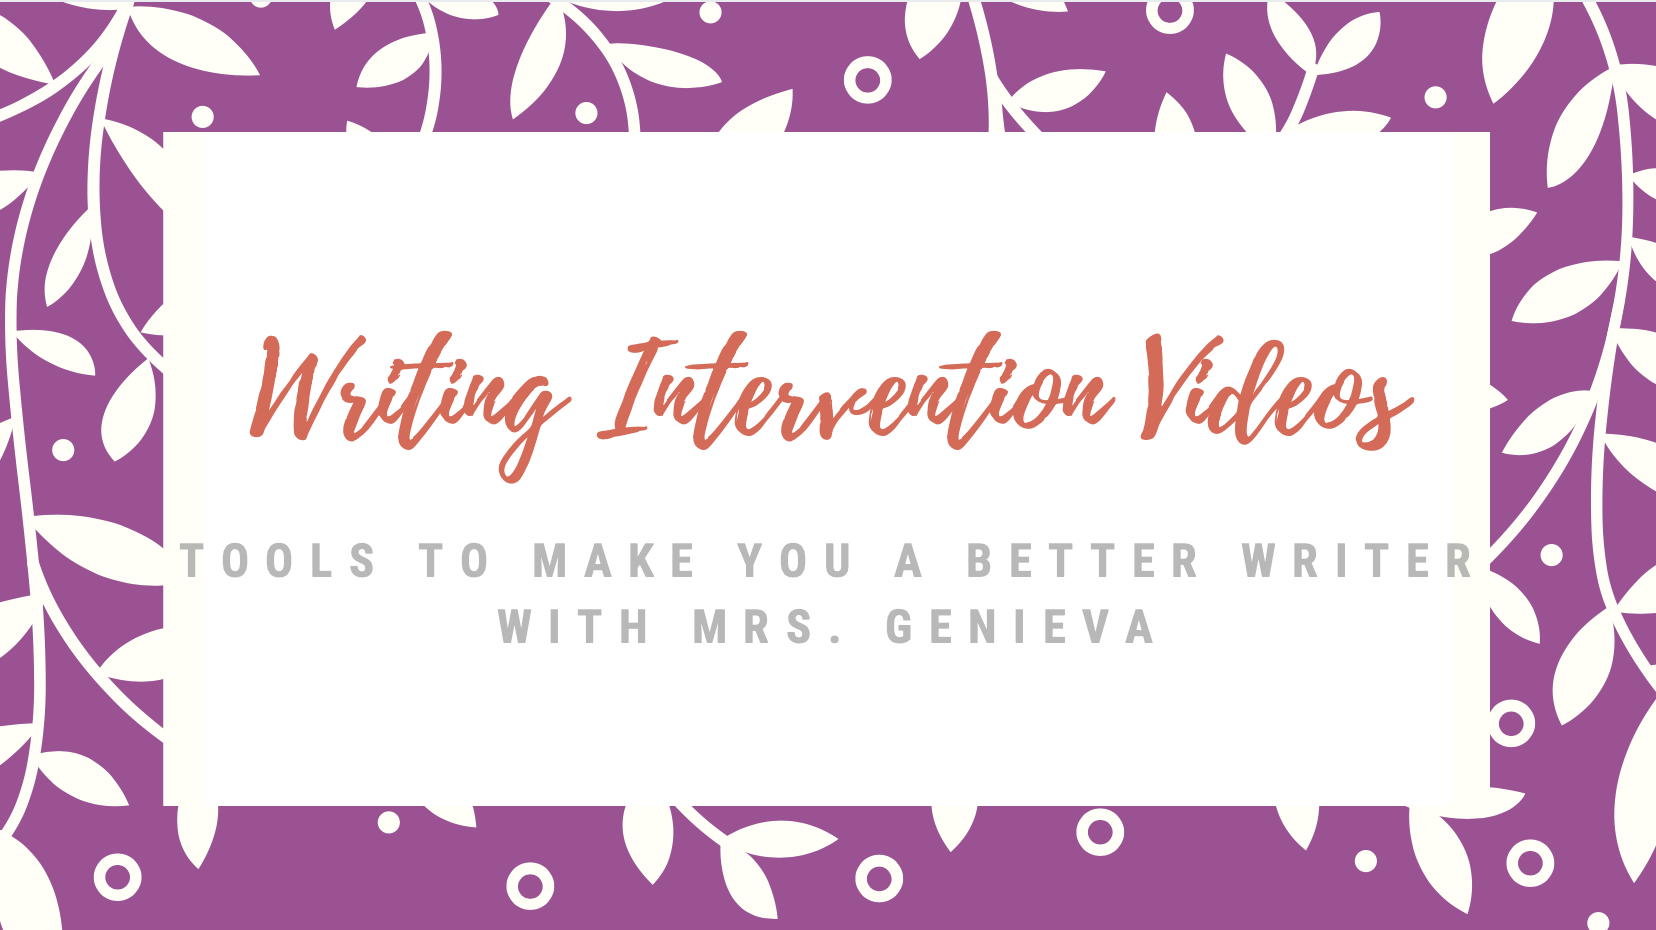 Writing Intervention Videos
TOOLS TO MAKE YOU A BETTER WRITER
WITH MRS. GENIEVA